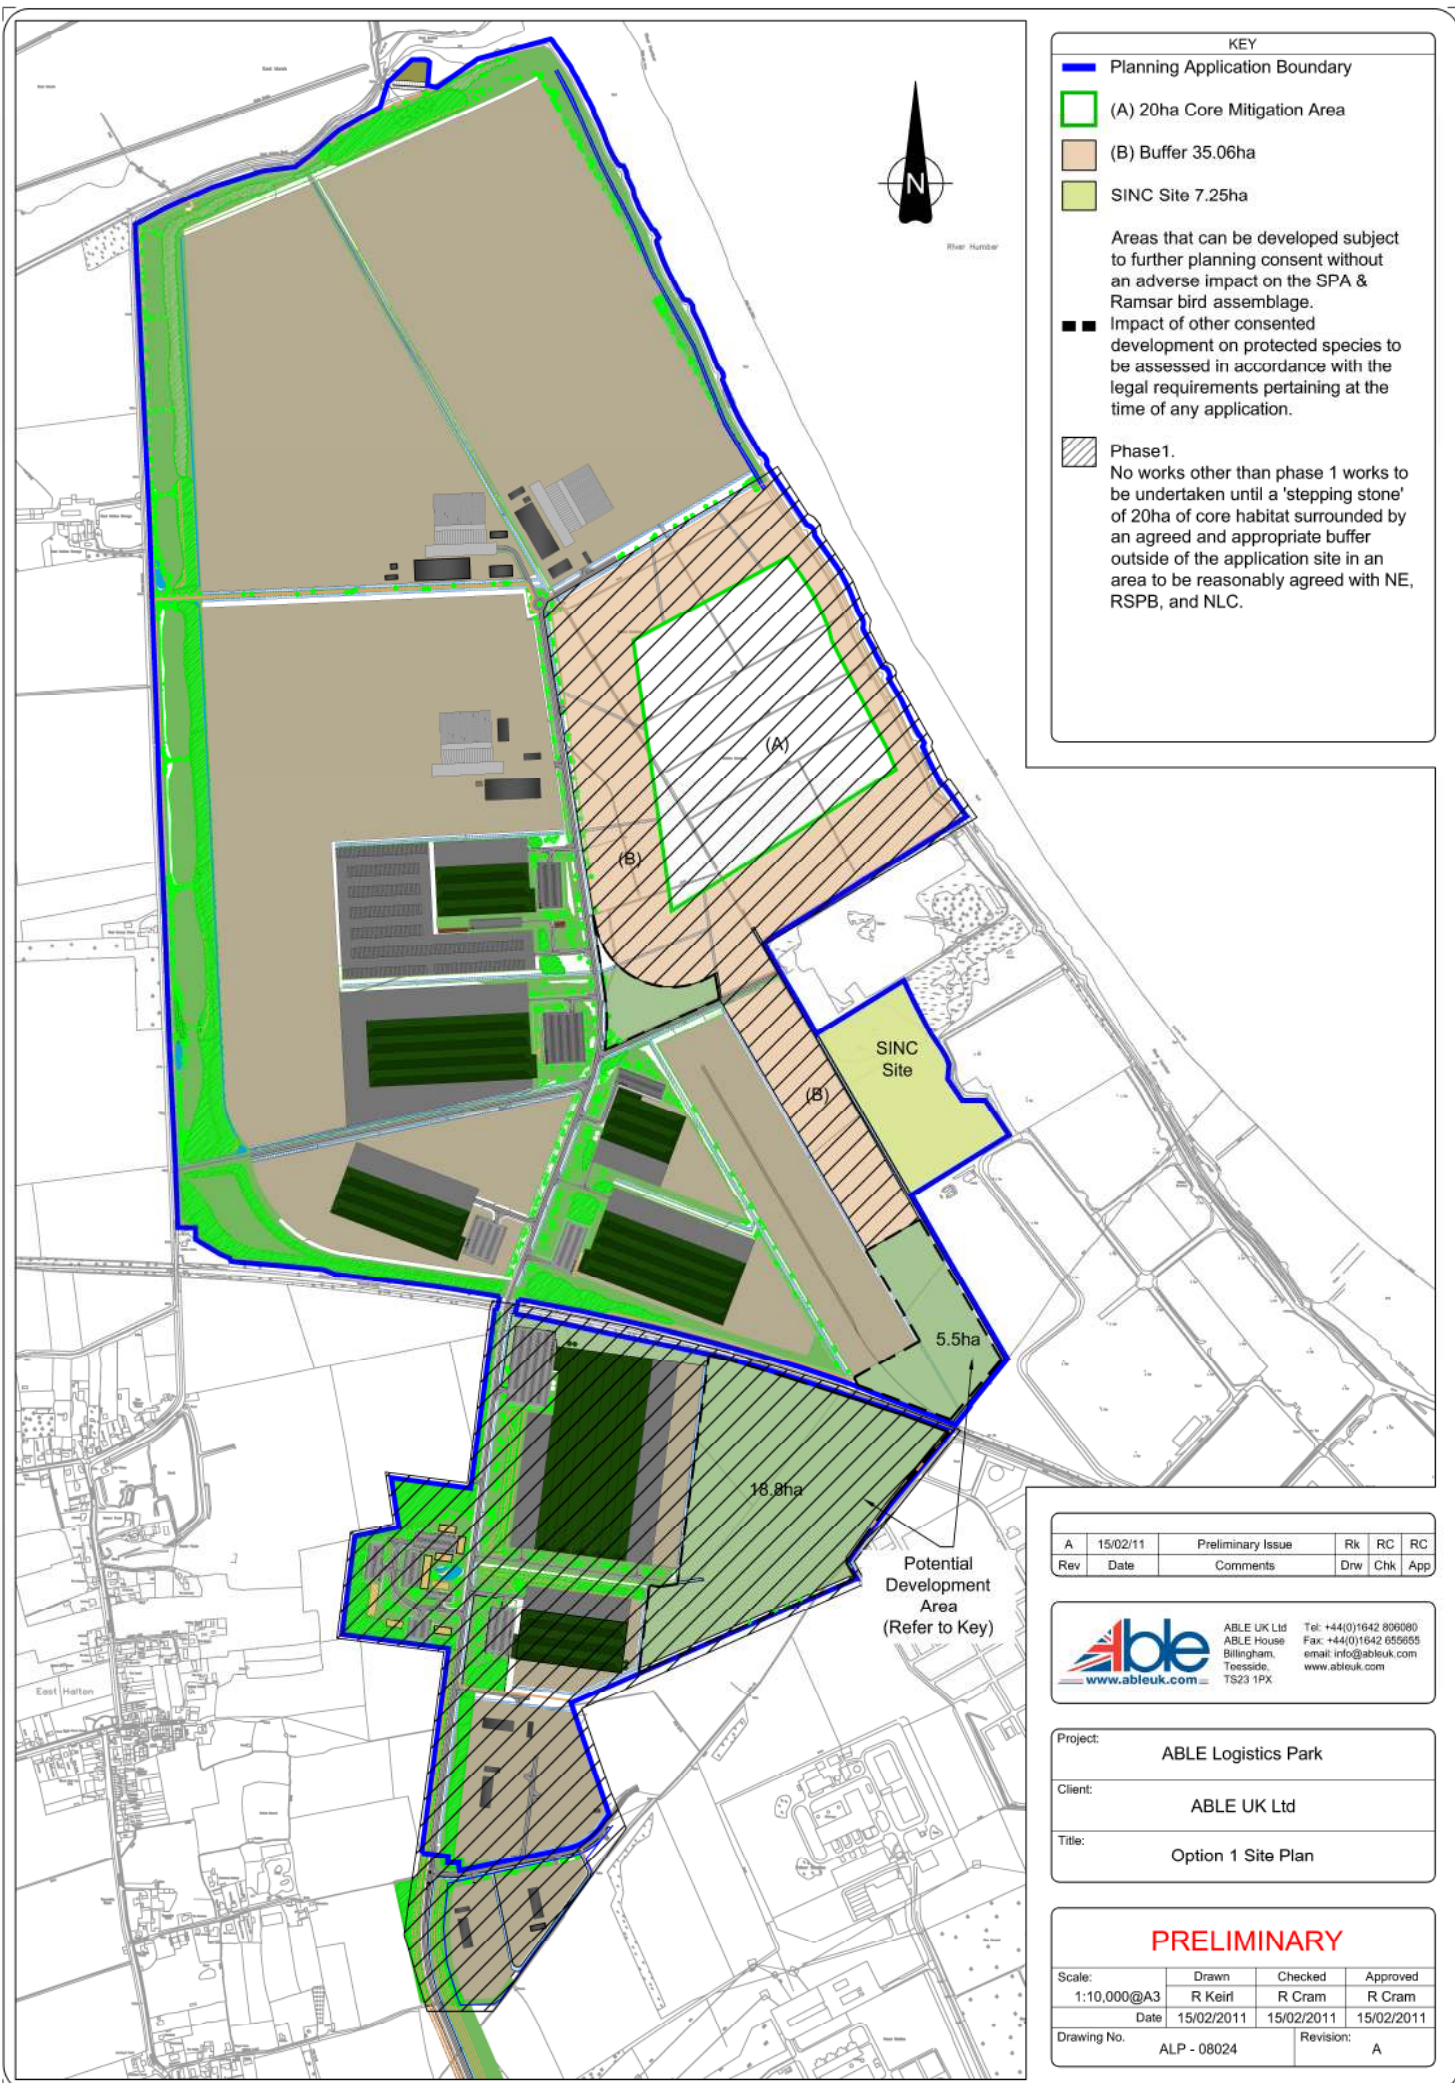 KEY
Planning Application Boundary
(A) 20ha Core Mitigation Area
(B) Buffer 35.06ha
SINC Site 7.25ha
Areas that can be developed subject
to further planning consent without
an adverse impact on the SPA &
Ramsar bird assemblage.
Impact of other consented
development on protected species to
be assessed in accordance with the
legal requirements pertaining at the
time of any application.
Phase1.
No works other than phase 1 works to
be undertaken until a 'stepping stone'
of 20ha of core habitat surrounded by
an agreed and appropriate buffer
outside of the application site in an
area to be reasonably agreed with NE,
RSPB, and NLC.
N
River Humber
(A)
(B)
SINC
Site
(B)
5.5ha
18.8ha
Potential
Development
Area
(Refer to Key)
East Halton
A 15/02/11 Preliminary Issue Rk RC RC
Rev Date Comments Drw Chk App
able
www.ableuk.com
ABLE UK Ltd
ABLE House
Billingham,
Teesside,
TS23 1PX
Tel: +44(0)1642 806080
Fax: +44(0)1642 655655
email: info@ableuk.com
www.ableuk.com
Project:
ABLE Logistics Park
Client:
ABLE UK Ltd
Title:
Option 1 Site Plan
PRELIMINARY
Scale: Drawn Checked Approved
1:10,000@A3 R Keirl R Cram R Cram
Date 15/02/2011 15/02/2011 15/02/2011
Drawing No. Revision:
ALP - 08024 A